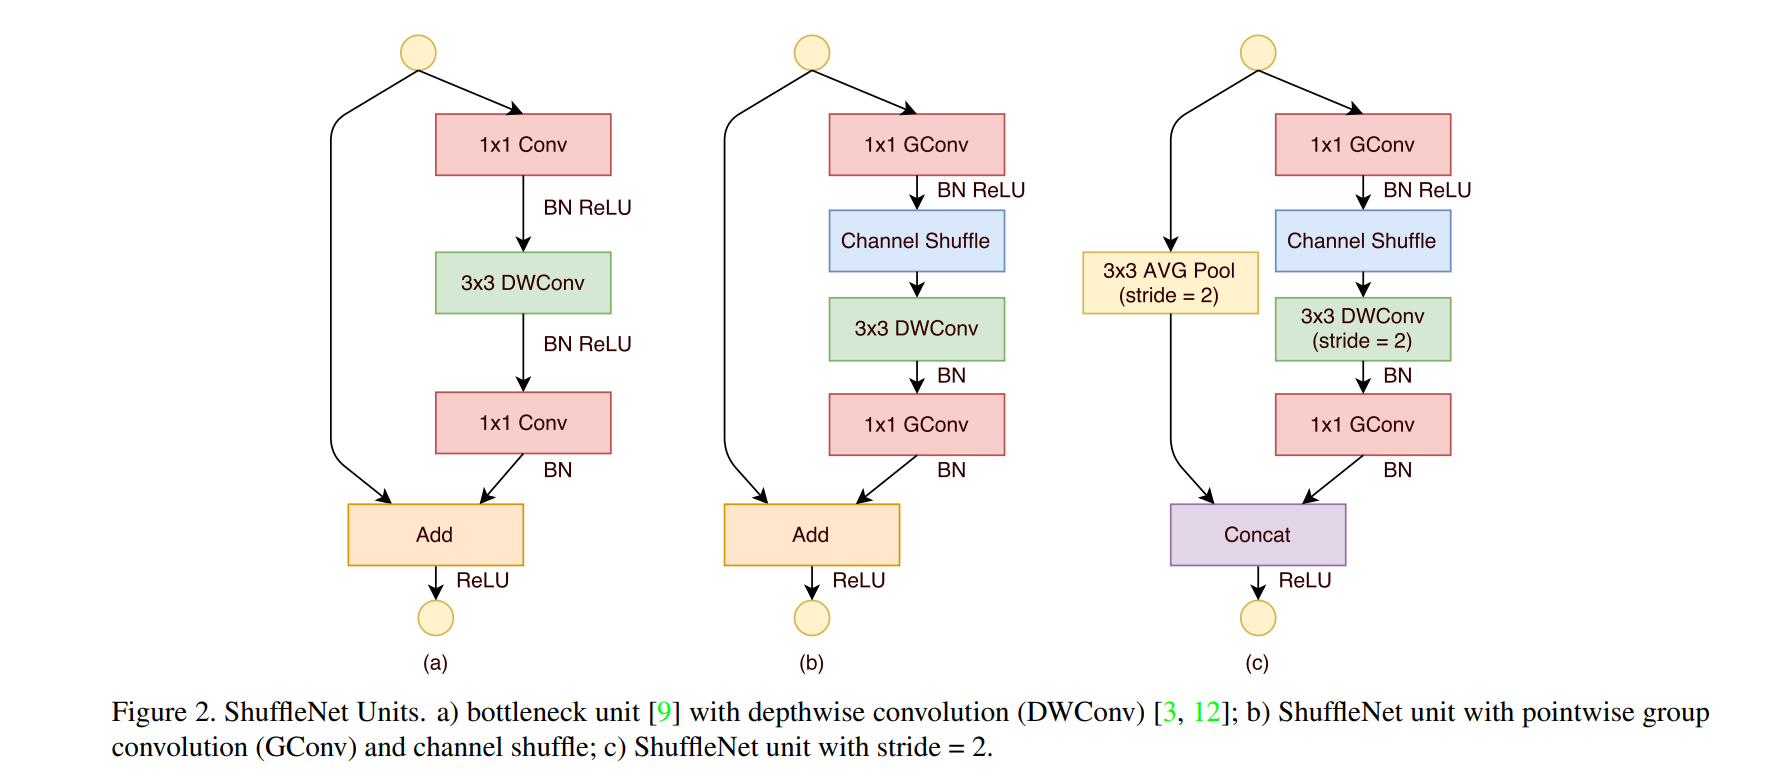 1x1 Conv
BN ReLU
3x3 DWConv
BN ReLU
1x1 Conv
BN
Add
ReLU
(a)
1x1 GConv
BN ReLU
Channel Shuffle
3x3 DWConv
BN
1x1 GConv
BN
Add
ReLU
(b)
3x3 AVG Pool
(stride = 2)
1x1 GConv
BN ReLU
Channel Shuffle
3x3 DWConv
(stride = 2)
BN
1x1 GConv
BN
Concat
ReLU
(c)
Figure 2. ShuffleNet Units. a) bottleneck unit [9] with depthwise convolution (DWConv) [3, 12]; b) ShuffleNet unit with pointwise group
convolution (GConv) and channel shuffle; c) ShuffleNet unit with stride = 2.